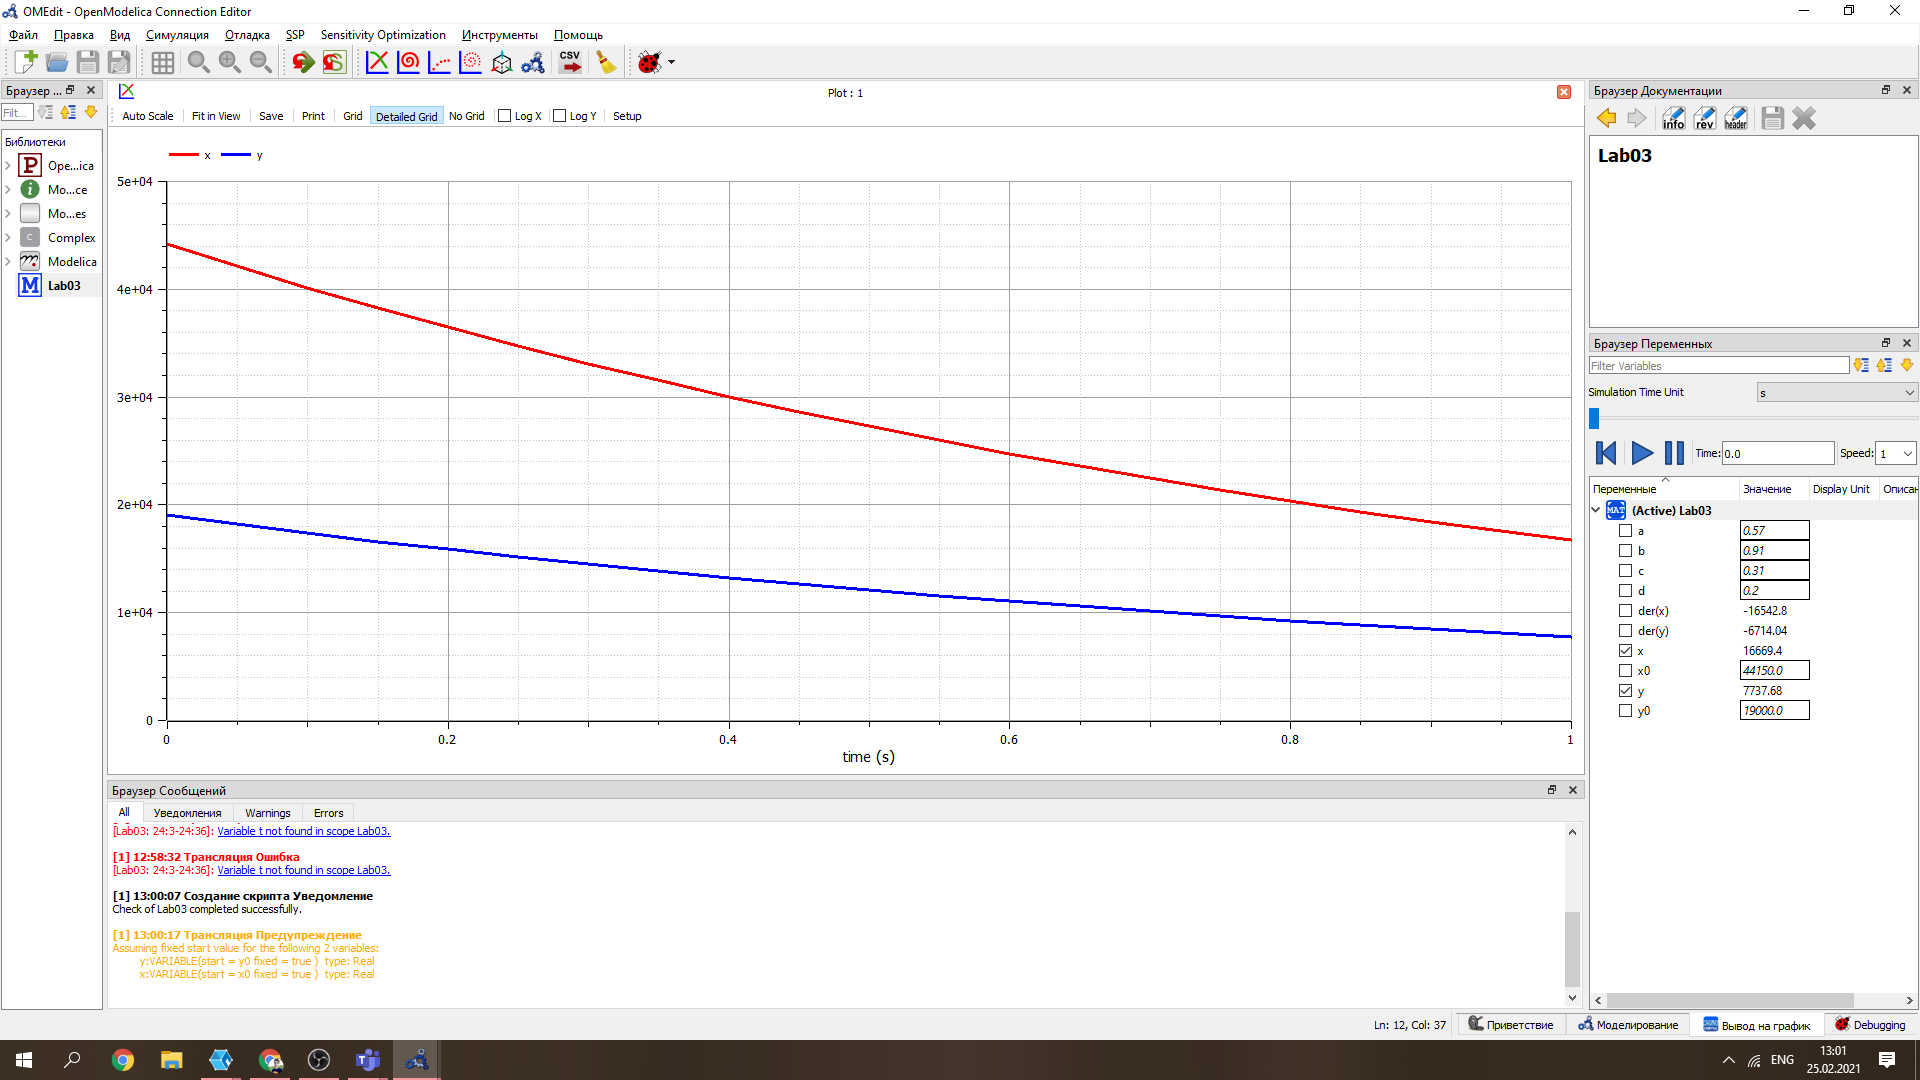 OMEdit - OpenModelica Connection Editor
Файл Правка Вид Симуляция Отладка SSP Sensitivity Optimization Инструменты Помощь
CSV
Браузер ...
Filt...
Библиотеки
P Ope...ica
i Mo...ce
Mo...es
C Complex
Modelica
M Lab03
Plot : 1
Auto Scale Fit in View Save Print Grid Detailed Grid No Grid Log X Log Y Setup
x y
5e+04
4e+04
3e+04
2e+04
1e+04
0
0 0.2 0.4 0.6 0.8 1
time (s)
Браузер Сообщений
All Уведомления Warnings Errors
[Lab03: 24:3-24:36]: Variable t not found in scope Lab03.
[1] 12:58:32 Трансляция Ошибка
[Lab03: 24:3-24:36]: Variable t not found in scope Lab03.
[1] 13:00:07 Создание скрипта Уведомление
Check of Lab03 completed successfully.
[1] 13:00:17 Трансляция Предупреждение
Assuming fixed start value for the following 2 variables:
y:VARIABLE(start = y0 fixed = true ) type: Real
x:VARIABLE(start = x0 fixed = true ) type: Real
Браузер Документации
info rev header
Lab03
Браузер Переменных
Filter Variables
Simulation Time Unit s
Time: 0.0 Speed: 1
Переменные Значение Display Unit Описан
MAT (Active) Lab03
a 0.57
b 0.91
c 0.31
d 0.2
der(x) -16542.8
der(y) -6714.04
x 16669.4
x0 44150.0
y 7737.68
y0 19000.0
Ln: 12, Col: 37 Приветствие Моделирование Вывод на график Debugging
ENG
13:01
25.02.2021